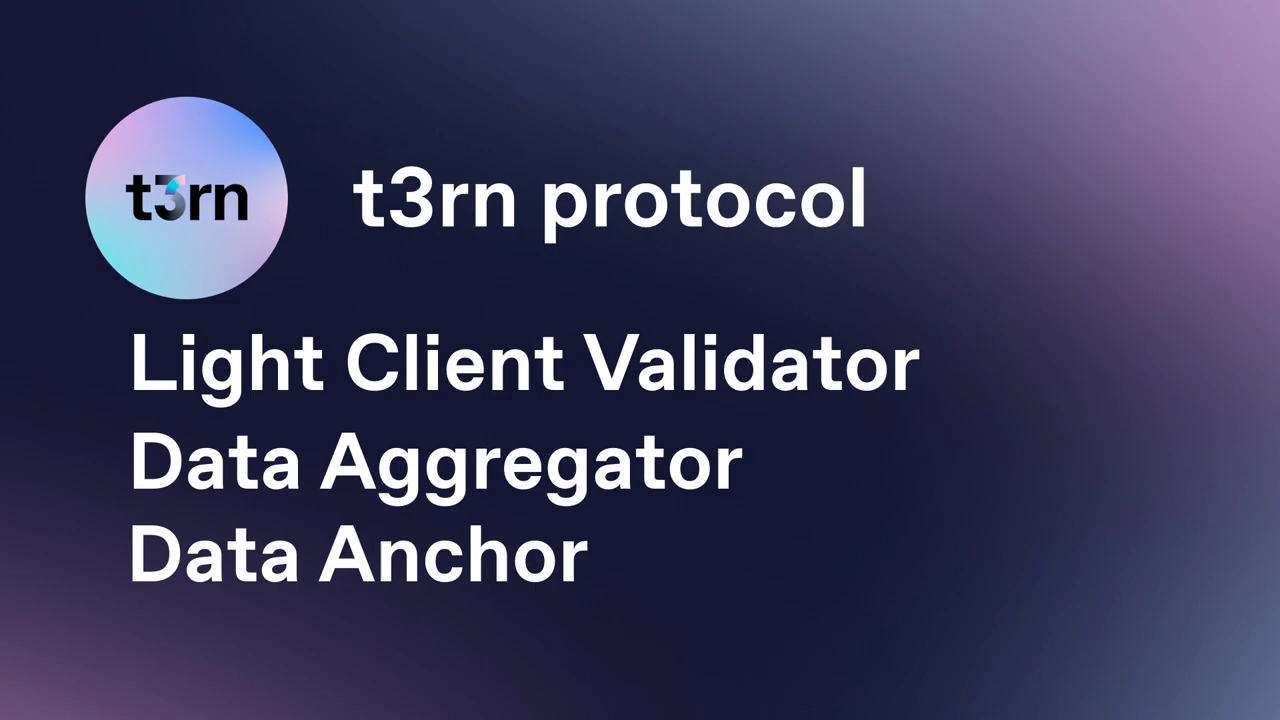 t3rn
t3rn protocol
Light Client Validator
Data Aggregator
Data Anchor